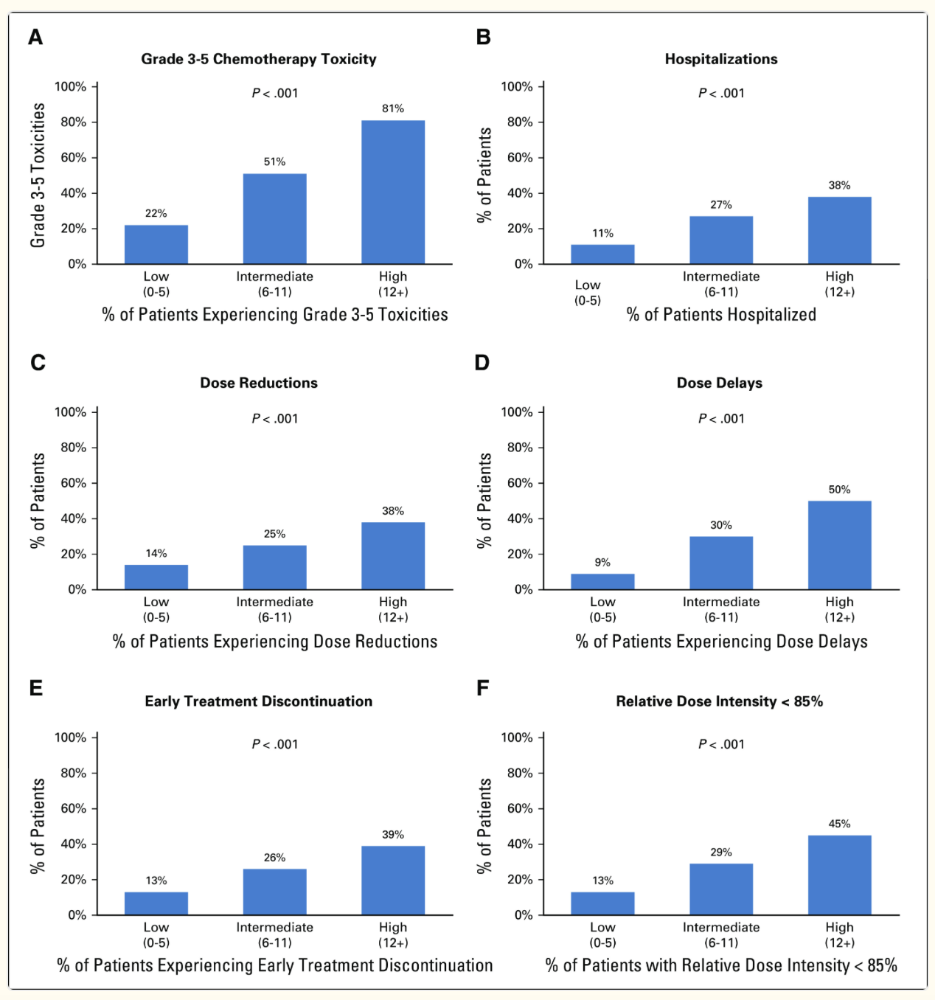 A
Grade 3-5 Chemotherapy Toxicity
P < .001
Grade 3-5 Toxicities
100%
80%
60%
40%
20%
0%
22%
51%
81%
Low
(0-5)
Intermediate
(6-11)
High
(12+)
% of Patients Experiencing Grade 3-5 Toxicities
B
Hospitalizations
P < .001
% of Patients
100%
80%
60%
40%
20%
0%
11%
27%
38%
Low
(0-5)
Intermediate
(6-11)
High
(12+)
% of Patients Hospitalized
C
Dose Reductions
P < .001
% of Patients
100%
80%
60%
40%
20%
0%
14%
25%
38%
Low
(0-5)
Intermediate
(6-11)
High
(12+)
% of Patients Experiencing Dose Reductions
D
Dose Delays
P < .001
% of Patients
100%
80%
60%
40%
20%
0%
9%
30%
50%
Low
(0-5)
Intermediate
(6-11)
High
(12+)
% of Patients Experiencing Dose Delays
E
Early Treatment Discontinuation
P < .001
% of Patients
100%
80%
60%
40%
20%
0%
13%
26%
39%
Low
(0-5)
Intermediate
(6-11)
High
(12+)
% of Patients Experiencing Early Treatment Discontinuation
F
Relative Dose Intensity < 85%
P < .001
% of Patients
100%
80%
60%
40%
20%
0%
13%
29%
45%
Low
(0-5)
Intermediate
(6-11)
High
(12+)
% of Patients with Relative Dose Intensity < 85%